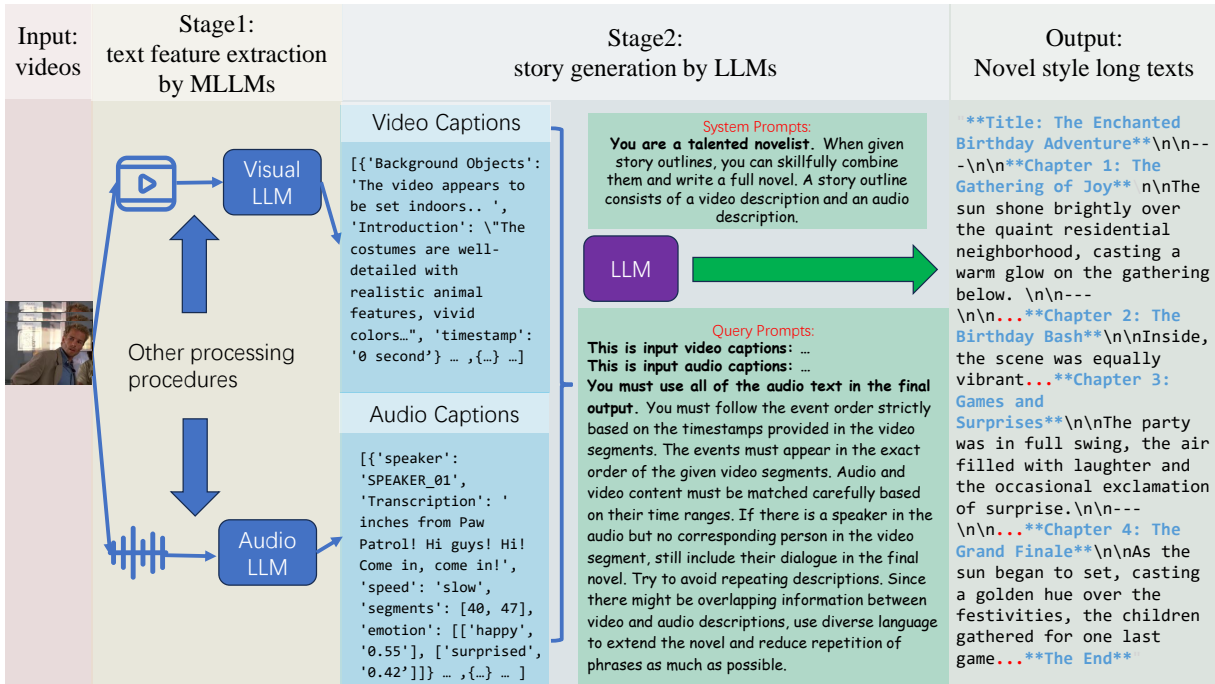 Input:
videos
Stage1:
text feature extraction
by MLLMs
Stage2:
story generation by LLMs
Output:
Novel style long texts
Visual
LLM
Other processing
procedures
Audio
LLM
Video Captions
[{'Background Objects':
'The video appears to
be set indoors.. ',
'Introduction': \"The
costumes are well-
detailed with
realistic animal
features, vivid
colors…", 'timestamp':
'0 second’} … ,{…} …]
Audio Captions
[{'speaker':
'SPEAKER_01',
'Transcription': '
inches from Paw
Patrol! Hi guys! Hi!
Come in, come in!',
'speed': 'slow',
'segments': [40, 47],
'emotion': [['happy',
'0.55'], ['surprised',
'0.42’]]} … ,{…} … ]
System Prompts:
You are a talented novelist. When given
story outlines, you can skillfully combine
them and write a full novel. A story outline
consists of a video description and an audio
description.
LLM
Query Prompts:
This is input video captions: …
This is input audio captions: …
You must use all of the audio text in the final
output. You must follow the event order strictly
based on the timestamps provided in the video
segments. The events must appear in the exact
order of the given video segments. Audio and
video content must be matched carefully based
on their time ranges. If there is a speaker in the
audio but no corresponding person in the video
segment, still include their dialogue in the final
novel. Try to avoid repeating descriptions. Since
there might be overlapping information between
video and audio descriptions, use diverse language
to extend the novel and reduce repetition of
phrases as much as possible.
"**Title: The Enchanted
Birthday Adventure**\n\n--
-\n\n**Chapter 1: The
Gathering of Joy**\n\nThe
sun shone brightly over
the quaint residential
neighborhood, casting a
warm glow on the gathering
below. \n\n---
\n\n...**Chapter 2: The
Birthday Bash**\n\nInside,
the scene was equally
vibrant...**Chapter 3:
Games and
Surprises**\n\nThe party
was in full swing, the air
filled with laughter and
the occasional exclamation
of surprise.\n\n---
\n\n...**Chapter 4: The
Grand Finale**\n\nAs the
sun began to set, casting
a golden hue over the
festivities, the children
gathered for one last
game...**The End**"